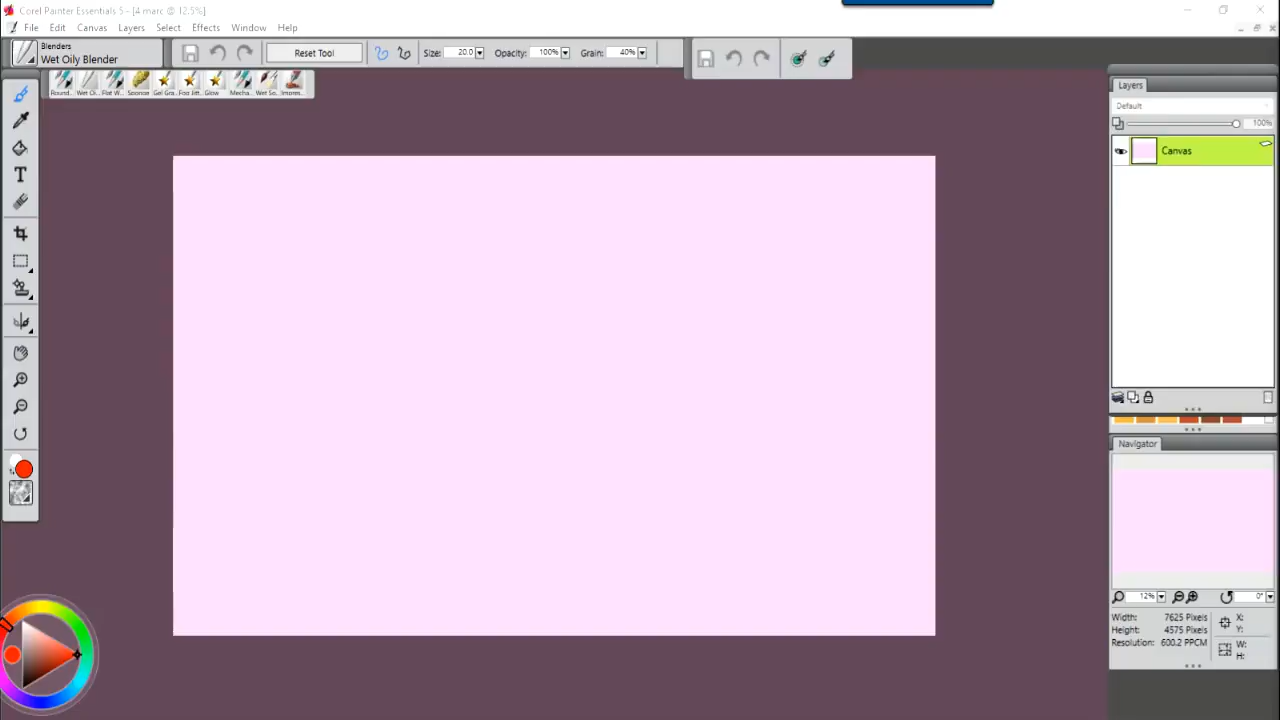 Corel Painter Essentials 5 - [4 marc @ 12.5%]
File Edit Canvas Layers Select Effects Window Help
Blenders
Wet Oily Blender
Reset Tool
Size: 20.0
Opacity: 100%
Grain: 40%
Round... Wet Oi... Flat W... Sponge Gel Gra... Fog Jitt... Glow Mecha... Wet So... Impres...
T
Layers
Default
100%
Canvas
Navigator
12%
0°
Width: 7625 Pixels
Height: 4575 Pixels
Resolution: 600.2 PPCM
X:
Y:
W:
H: